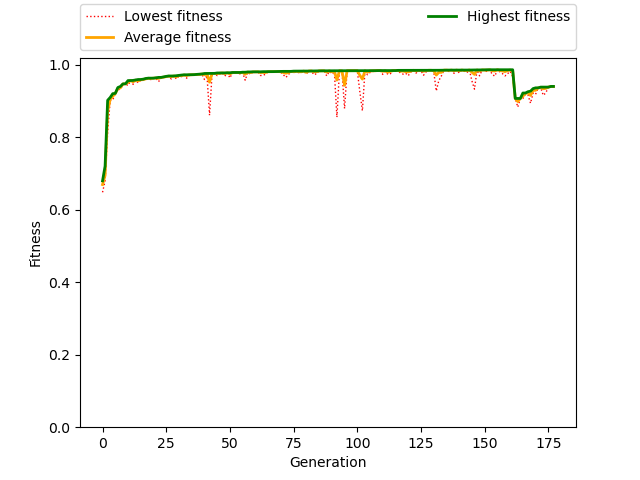 Lowest fitness
Average fitness
Highest fitness
1.0
0.8
0.6
0.4
0.2
0.0
Fitness
0 25 50 75 100 125 150 175
Generation